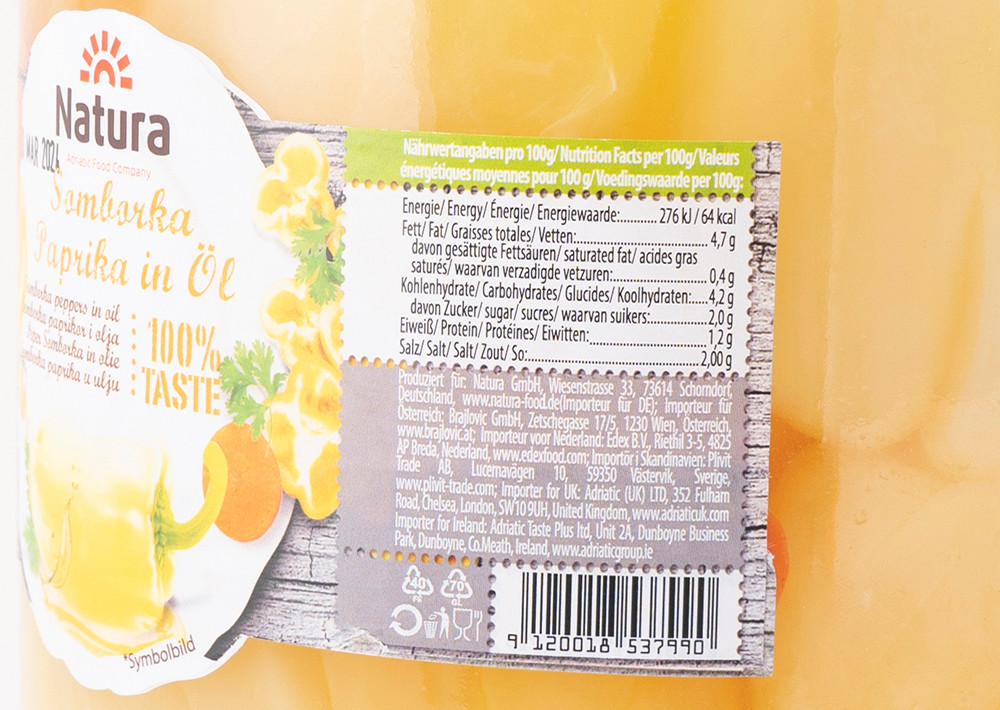 Natura
MAR 2024
Adriatic Food Company
Somborka
Paprika in Öl
peppers in oil
paprikor i olja
Somborka in olie
paprika u ulju
100%
TASTE
*Symbolbild
Nährwertangaben pro 100g/ Nutrition Facts per 100g/ Valeurs
énergétiques moyennes pour 100 g/ Voedingswaarde per 100g:
Energie/ Energy/ Énergie/ Energiewaarde:........... 276 kJ / 64 kcal
Fett/ Fat/ Graisses totales/ Vetten:............................ 4,7 g
davon gesättigte Fettsäuren/ saturated fat/ acides gras
saturés/ waarvan verzadigde vetzuren:......................... 0,4 g
Kohlenhydrate/ Carbohydrates/ Glucides/ Koolhydraten:..... 4,2 g
davon Zucker/ sugar/ sucres/ waarvan suikers:................. 2,0 g
Eiweiß/ Protein/ Protéines/ Eiwitten:............................ 1,2 g
Salz/ Salt/ Salt/ Zout/ So:....................................... 2,00 g
Produziert für: Natura GmbH, Wiesenstrasse 33, 73614 Schorndorf,
Deutschland, www.natura-food.de(Importeur für DE); Importeur für
Österreich: Brajlovic GmbH, Zetschegasse 17/5, 1230 Wien, Österreich,
www.brajlovic.at; Importeur voor Nederland: Edex B.V., Riethil 3-5, 4825
AP Breda, Nederland, www.edexfood.com; Importör i Skandinavien: Plivit
Trade AB, Lucernavägen 10, 59350 Västervik, Sverige,
www.plivit-trade.com; Importer for UK: Adriatic (UK) LTD, 352 Fulham
Road, Chelsea, London, SW10 9UH, United Kingdom, www.adriaticuk.com
Importer for Ireland: Adriatic Taste Plus ltd, Unit 2A, Dunboyne Business
Park, Dunboyne, Co.Meath, Ireland, www.adriaticgroup.ie
40 70
FE GL
9 120018 537990